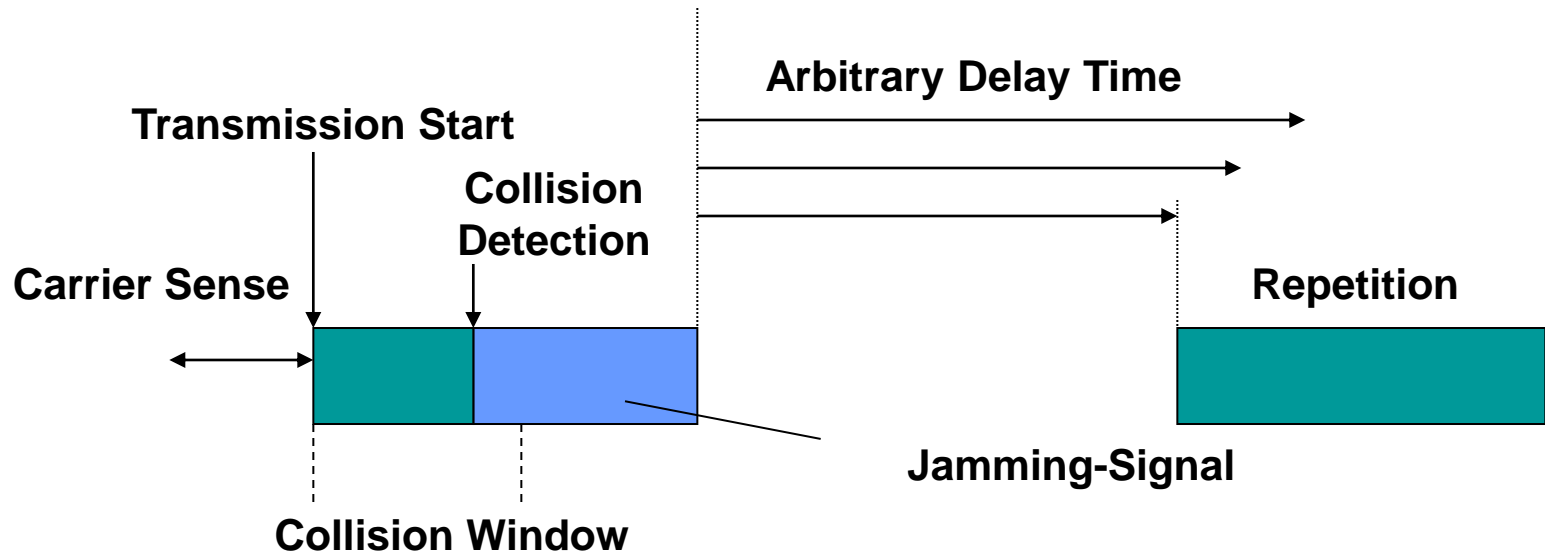 Arbitrary Delay Time
Transmission Start
Collision
Detection
Carrier Sense
Repetition
Jamming-Signal
Collision Window